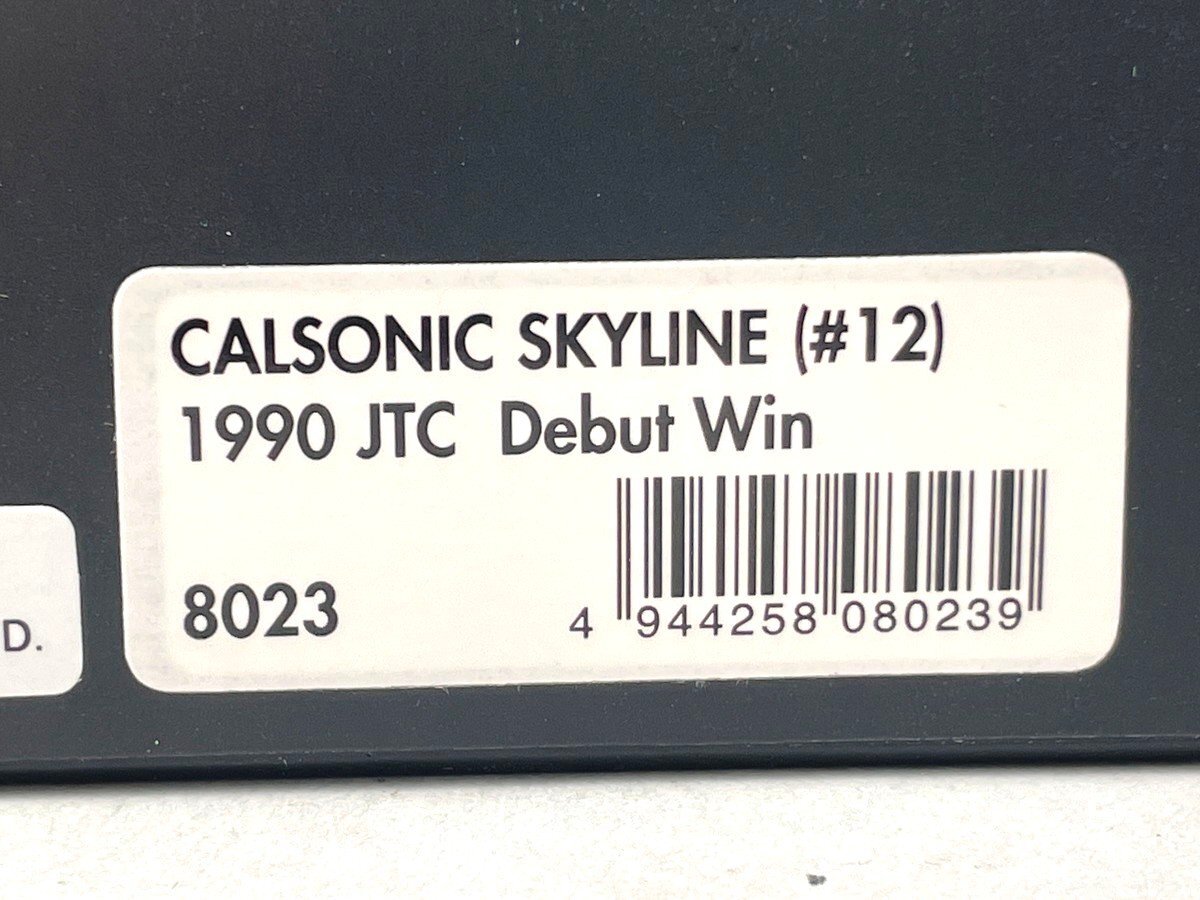 CALSONIC SKYLINE (#12)
1990 JTC Debut Win
8023
4 944258 080239
D.